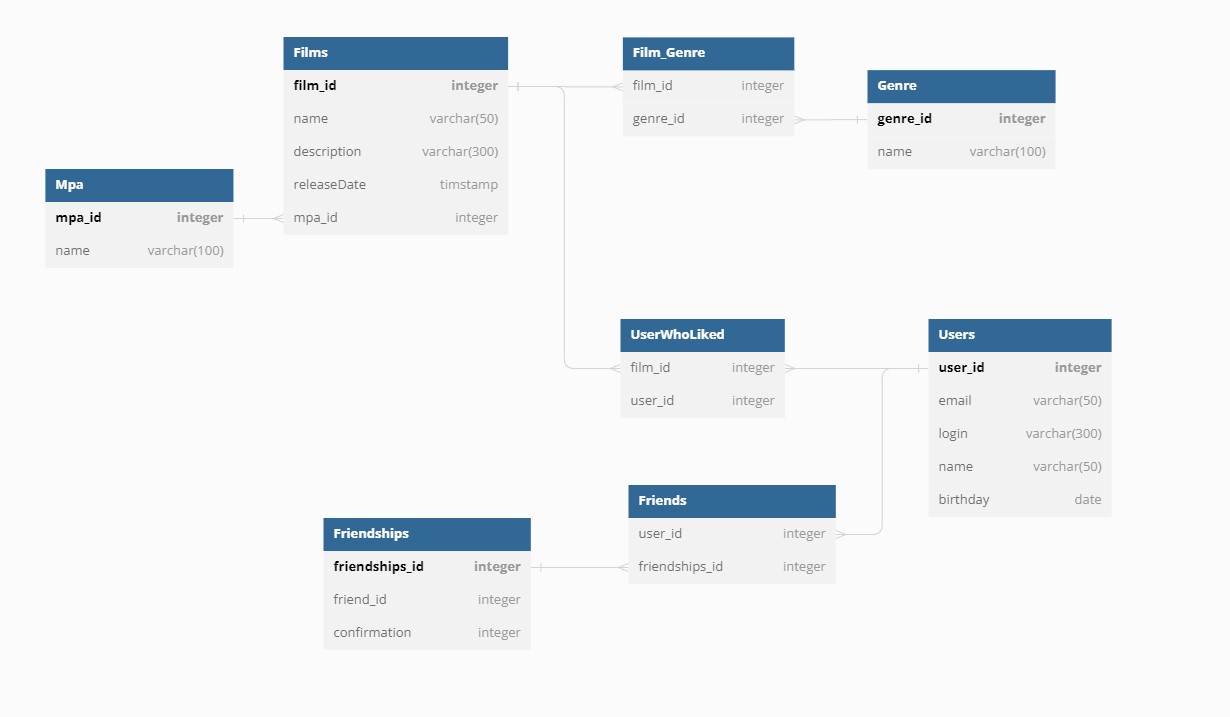 Films
film_id integer
name varchar(50)
description varchar(300)
releaseDate timstamp
mpa_id integer
Film_Genre
film_id integer
genre_id integer
Genre
genre_id integer
name varchar(100)
Mpa
mpa_id integer
name varchar(100)
UserWhoLiked
film_id integer
user_id integer
Users
user_id integer
email varchar(50)
login varchar(300)
name varchar(50)
birthday date
Friends
user_id integer
friendships_id integer
Friendships
friendships_id integer
friend_id integer
confirmation integer